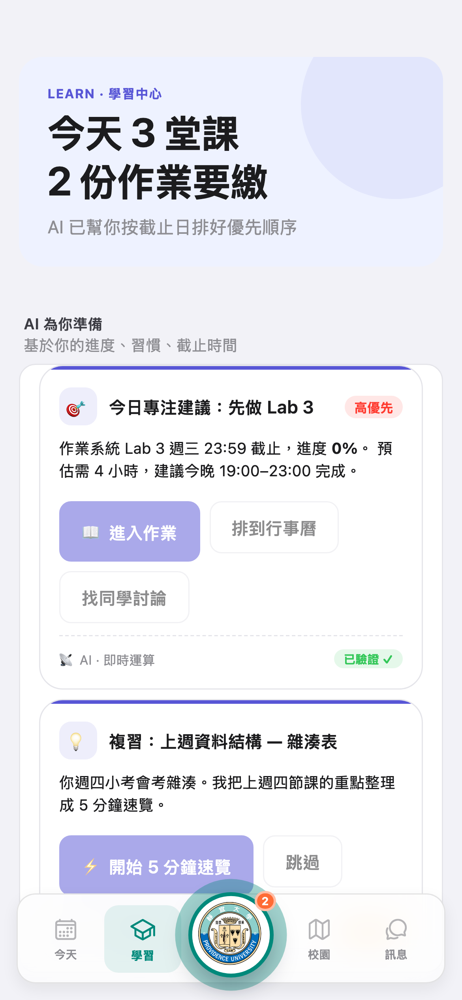 LEARN · 學習中心
今天 3 堂課
2 份作業要繳
AI 已幫你按截止日排好優先順序
AI 為你準備
基於你的進度、習慣、截止時間
今日專注建議：先做 Lab 3
高優先
作業系統 Lab 3 週三 23:59 截止，進度 0%。 預
估需 4 小時，建議今晚 19:00–23:00 完成。
進入作業
排到行事曆
找同學討論
AI · 即時運算
已驗證 ✓
複習：上週資料結構 — 雜湊表
你週四小考會考雜湊。我把上週四節課的重點整理
成 5 分鐘速覽。
開始 5 分鐘速覽
跳過
2
靜宜大學
進德 修業
VIRTUS CUM SCIENTIA
PROVIDENCE UNIVERSITY
今天
學習
校園
訊息